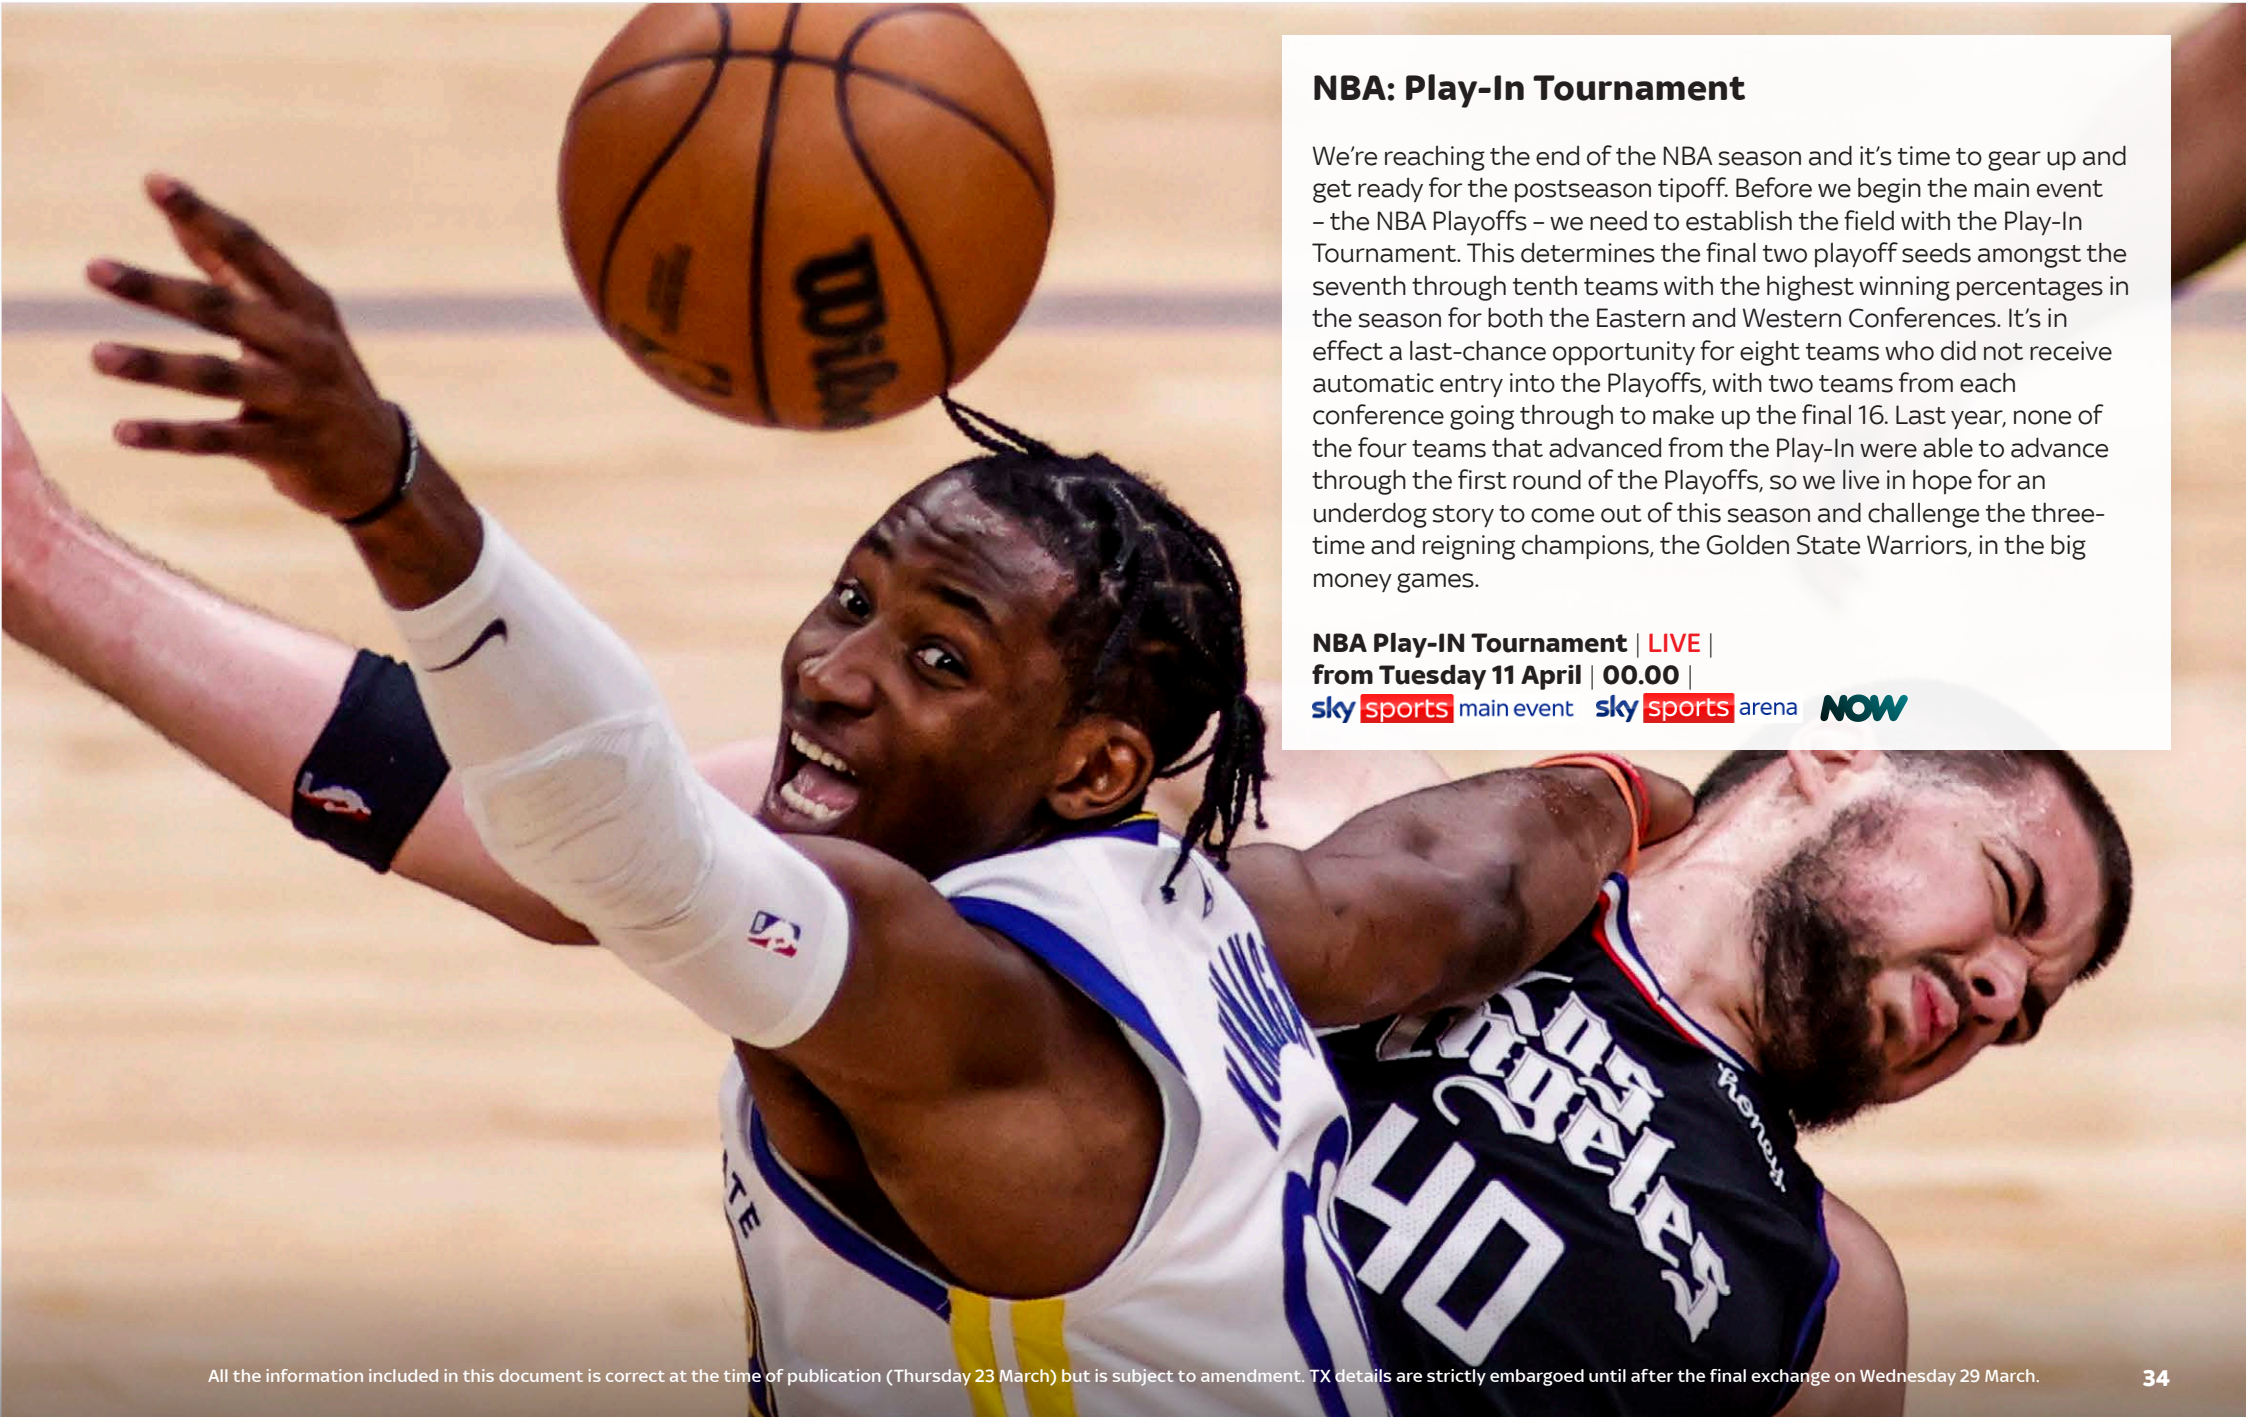 NBA: Play-In Tournament
We're reaching the end of the NBA season and it's time to gear up and
get ready for the postseason tipoff. Before we begin the main event
– the NBA Playoffs – we need to establish the field with the Play-In
Tournament. This determines the final two playoff seeds amongst the
seventh through tenth teams with the highest winning percentages in
the season for both the Eastern and Western Conferences. It's in
effect a last-chance opportunity for eight teams who did not receive
automatic entry into the Playoffs, with two teams from each
conference going through to make up the final 16. Last year, none of
the four teams that advanced from the Play-In were able to advance
through the first round of the Playoffs, so we live in hope for an
underdog story to come out of this season and challenge the three-
time and reigning champions, the Golden State Warriors, in the big
money games.
NBA Play-IN Tournament | LIVE |
from Tuesday 11 April | 00.00 |
sky sports main event sky sports arena NOW
Los
Angeles
40
honey
All the information included in this document is correct at the time of publication (Thursday 23 March) but is subject to amendment. TX details are strictly embargoed until after the final exchange on Wednesday 29 March.
34